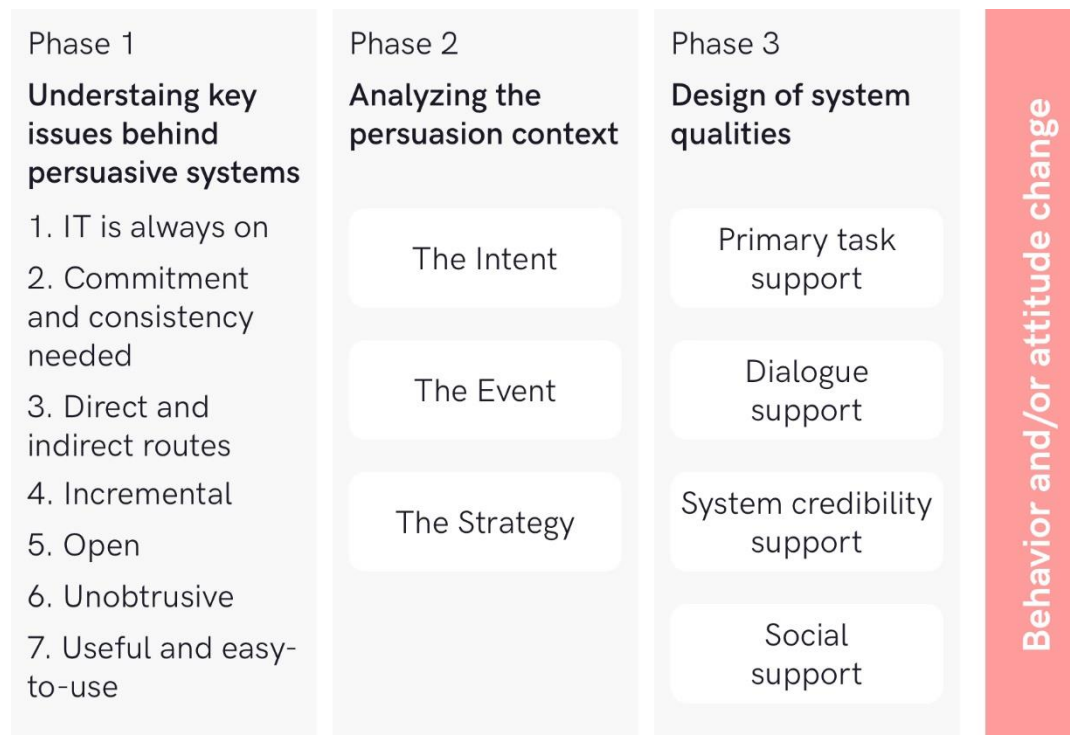 Phase 1
Understaing key
issues behind
persuasive systems
1. IT is always on
2. Commitment
and consistency
needed
3. Direct and
indirect routes
4. Incremental
5. Open
6. Unobtrusive
7. Useful and easy-
to-use
Phase 2
Analyzing the
persuasion context
The Intent
The Event
The Strategy
Phase 3
Design of system
qualities
Primary task
support
Dialogue
support
System credibility
support
Social
support
Behavior and/or attitude change